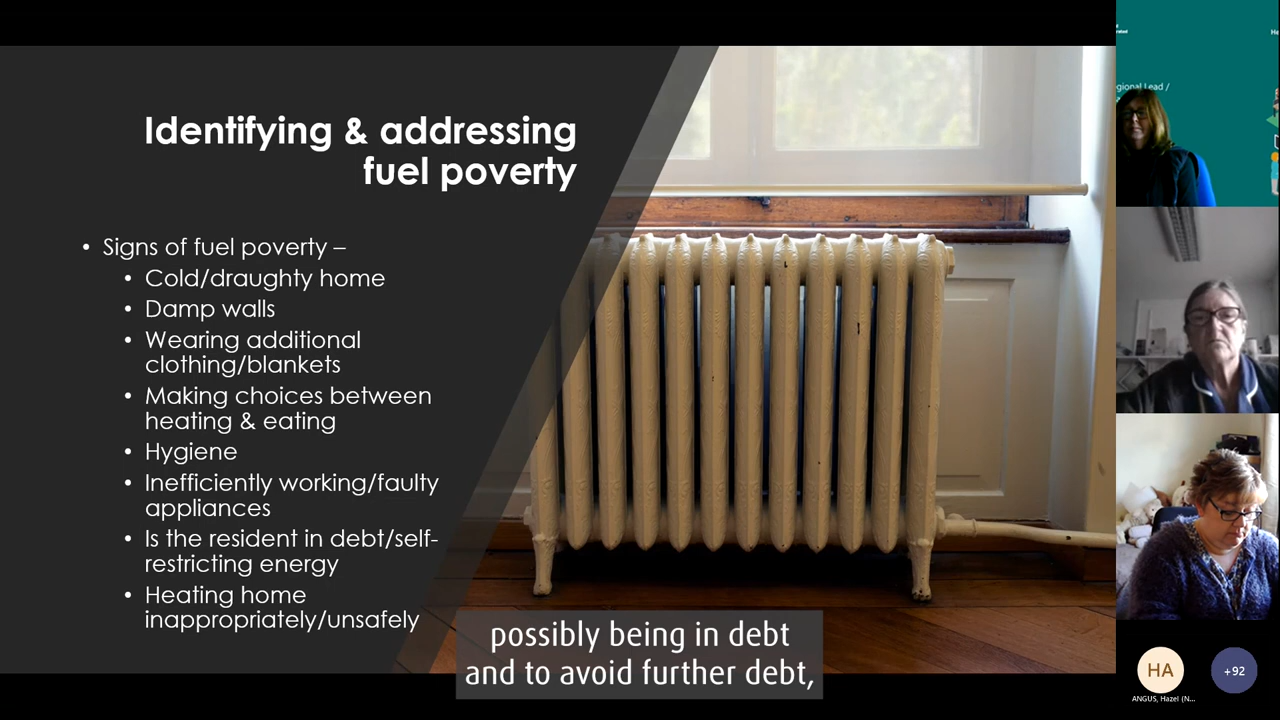 Identifying & addressing
fuel poverty
• Signs of fuel poverty –
• Cold/draughty home
• Damp walls
• Wearing additional
clothing/blankets
• Making choices between
heating & eating
• Hygiene
• Inefficiently working/faulty
appliances
• Is the resident in debt/self-
restricting energy
• Heating home
inappropriately/unsafely
possibly being in debt
and to avoid further debt,
gional Lead /
HA
+92
ANGUS, Hazel (N...